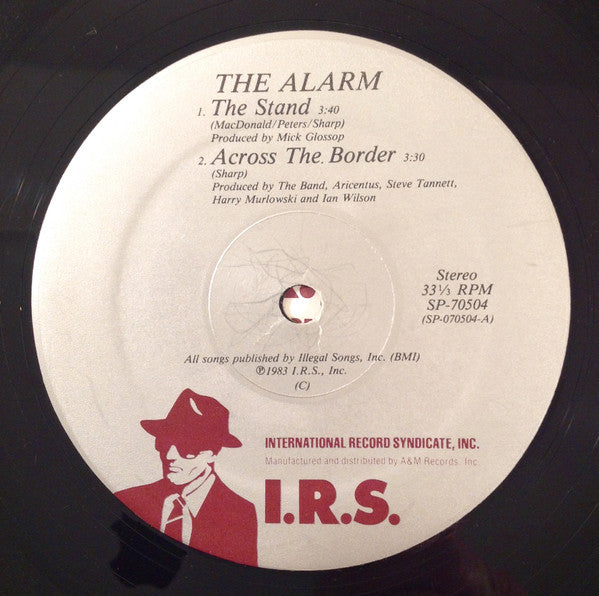 THE ALARM
1. The Stand 3:40
(MacDonald/Peters/Sharp)
Produced by Mick Glossop
2. Across The Border 3:30
(Sharp)
Produced by The Band, Aricentus, Steve Tannett,
Harry Murlowski and Ian Wilson
Stereo
33⅓ RPM
SP-70504
(SP-070504-A)
All songs published by Illegal Songs, Inc. (BMI)
℗1983 I.R.S., Inc.
(C)
INTERNATIONAL RECORD SYNDICATE, INC.
Manufactured and distributed by A&M Records, Inc.
I.R.S.